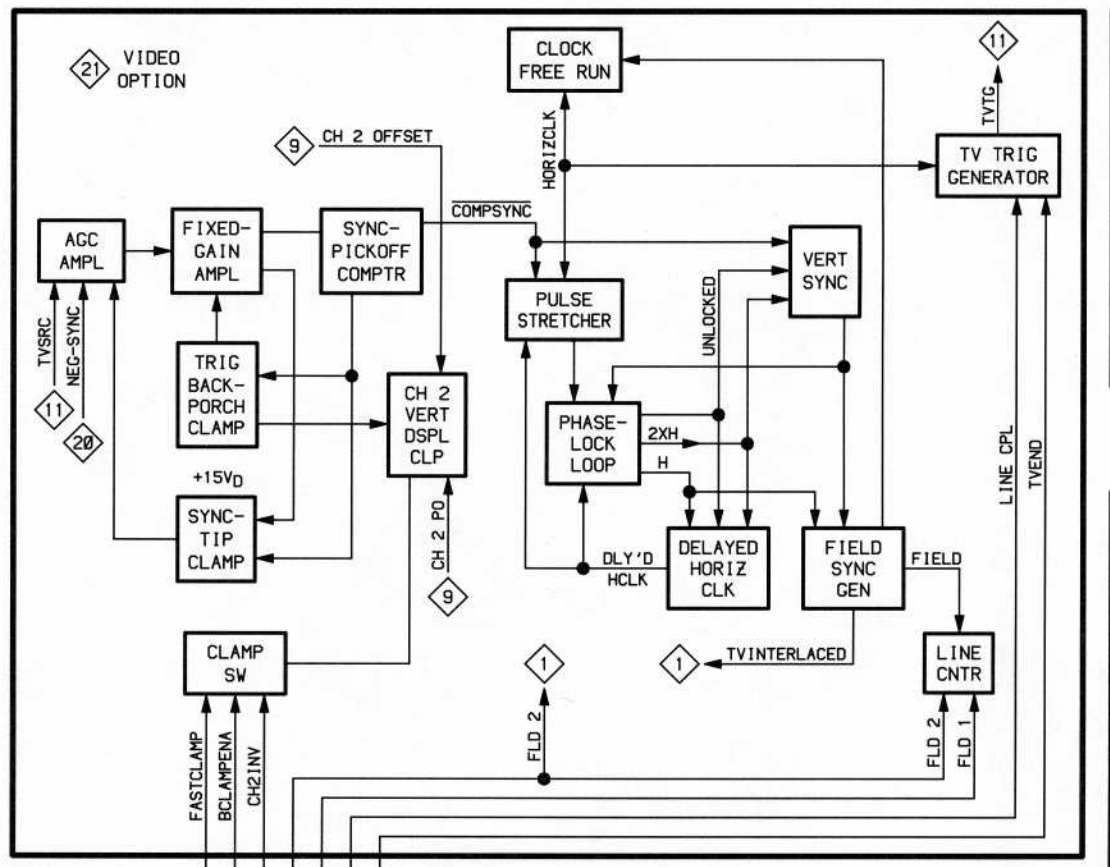 21
VIDEO
OPTION
CLOCK
FREE RUN
11
TVTG
9
CH 2 OFFSET
HORIZCLK
TV TRIG
GENERATOR
AGC
AMPL
FIXED-
GAIN
AMPL
SYNC-
PICKOFF
COMPTR
COMPSYNC
VERT
SYNC
PULSE
STRETCHER
UNLOCKED
TVSRC
NEG-SYNC
11
20
TRIG
BACK-
PORCH
CLAMP
CH 2
VERT
DSPL
CLP
PHASE-
LOCK
LOOP
2XH
H
LINE CPL
TVEND
+15VD
SYNC-
TIP
CLAMP
CH 2 PO
9
DLY'D
HCLK
DELAYED
HORIZ
CLK
FIELD
SYNC
GEN
FIELD
CLAMP
SW
1
1
TVINTERLACED
LINE
CNTR
FLD 2
FLD 2
FLD 1
FASTCLAMP
BCLAMPENA
CH2INV